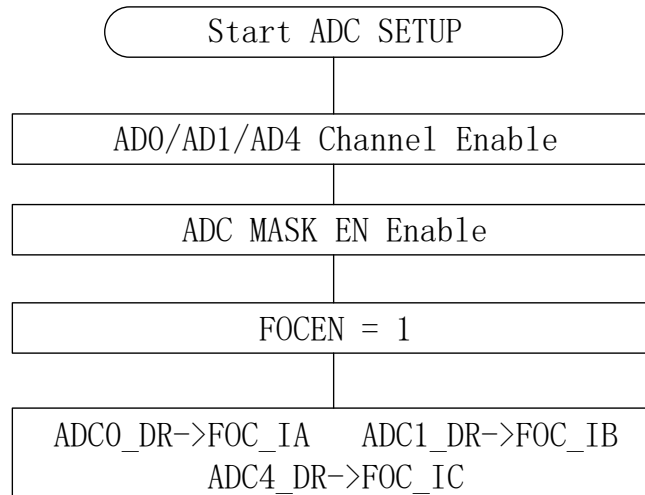 Start ADC SETUP
AD0/AD1/AD4 Channel Enable
ADC MASK EN Enable
FOCEN = 1
ADC0_DR->FOC_IA ADC1_DR->FOC_IB
ADC4_DR->FOC_IC